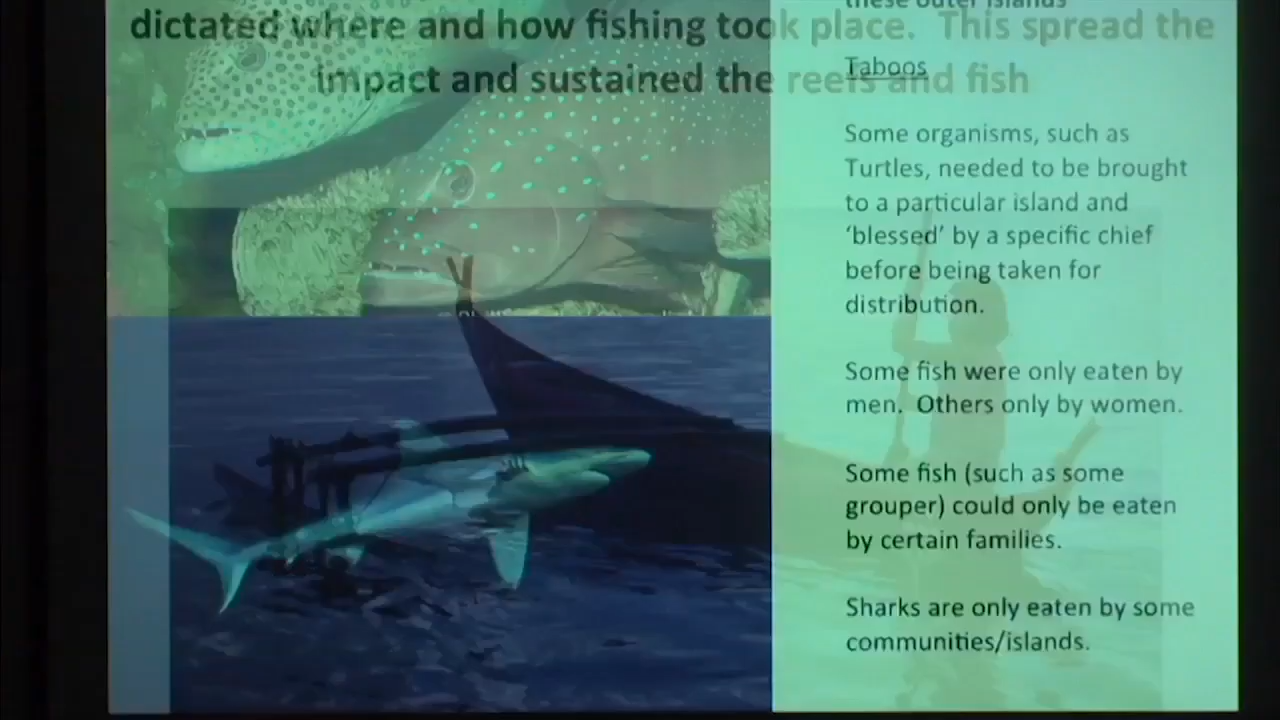 these outer islands
dictated where and how fishing took place. This spread the
impact and sustained the reefs and fish
Taboos
Some organisms, such as
Turtles, needed to be brought
to a particular island and
‘blessed’ by a specific chief
before being taken for
distribution.
Some fish were only eaten by
men. Others only by women.
Some fish (such as some
grouper) could only be eaten
by certain families.
Sharks are only eaten by some
communities/islands.